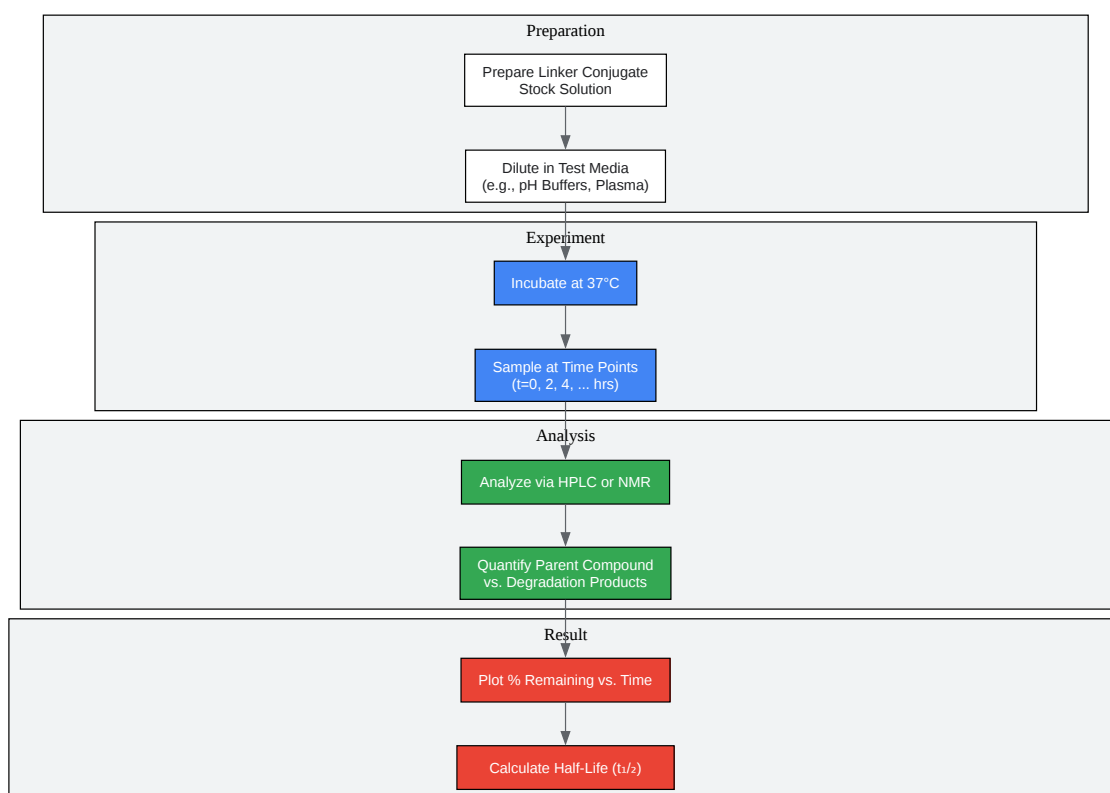 Preparation
Prepare Linker Conjugate
Stock Solution
Dilute in Test Media
(e.g., pH Buffers, Plasma)
Experiment
Incubate at 37°C
Sample at Time Points
(t=0, 2, 4, ... hrs)
Analysis
Analyze via HPLC or NMR
Quantify Parent Compound
vs. Degradation Products
Result
Plot % Remaining vs. Time
Calculate Half-Life (t₁/₂)